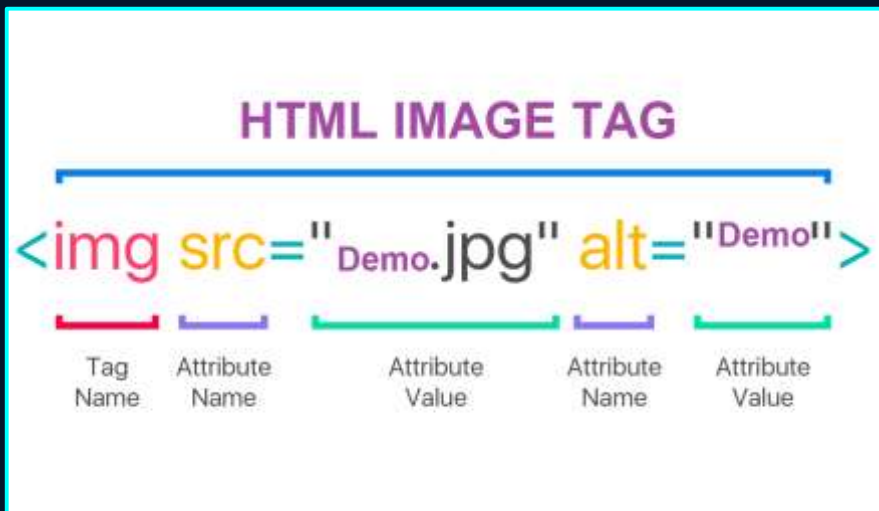 HTML IMAGE TAG
<img src="Demo.jpg" alt="Demo">
Tag Name
Attribute Name
Attribute Value
Attribute Name
Attribute Value